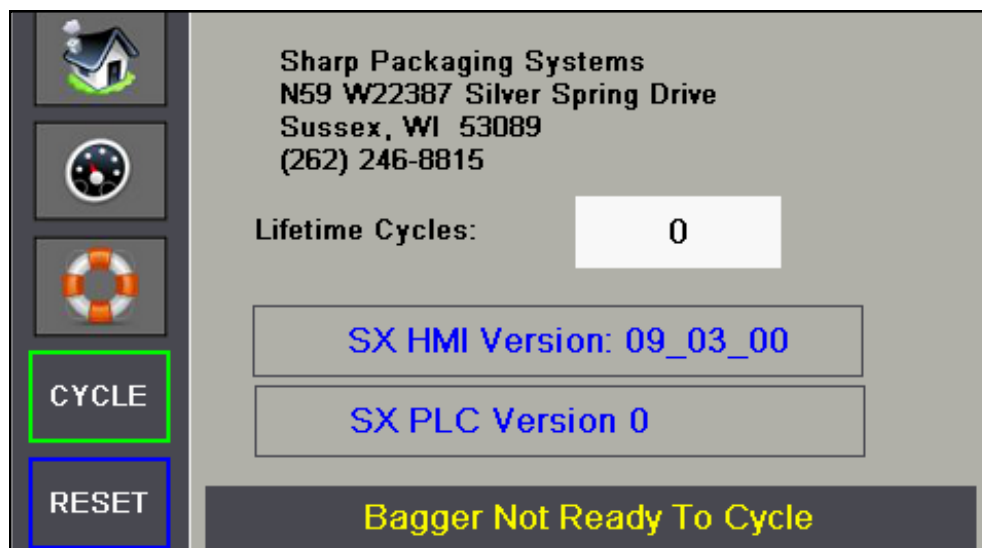 Sharp Packaging Systems
N59 W22387 Silver Spring Drive
Sussex, WI 53089
(262) 246-8815
Lifetime Cycles: 0
SX HMI Version: 09_03_00
SX PLC Version 0
CYCLE
RESET
Bagger Not Ready To Cycle